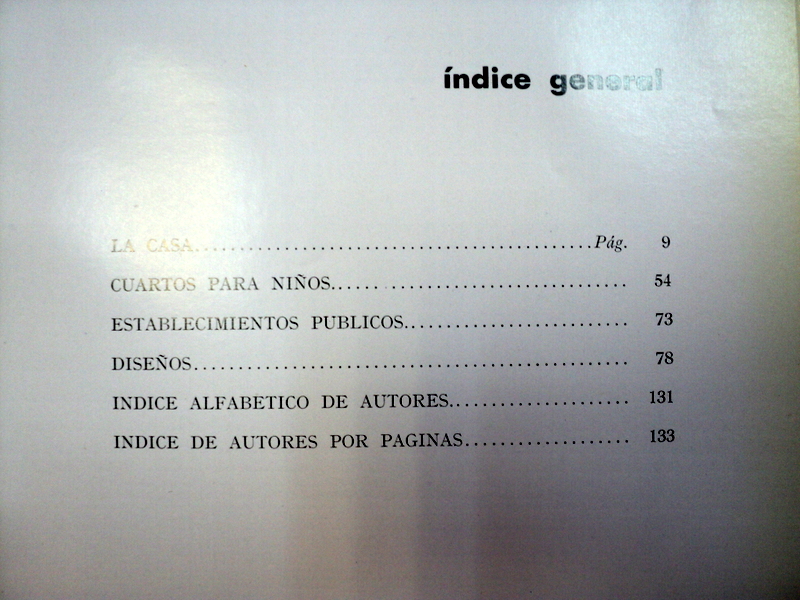 índice general
LA CASA.............................................Pág. 9
CUARTOS PARA NIÑOS................................. 54
ESTABLECIMIENTOS PUBLICOS......................... 73
DISEÑOS................................................. 78
INDICE ALFABETICO DE AUTORES.................... 131
INDICE DE AUTORES POR PAGINAS................... 133